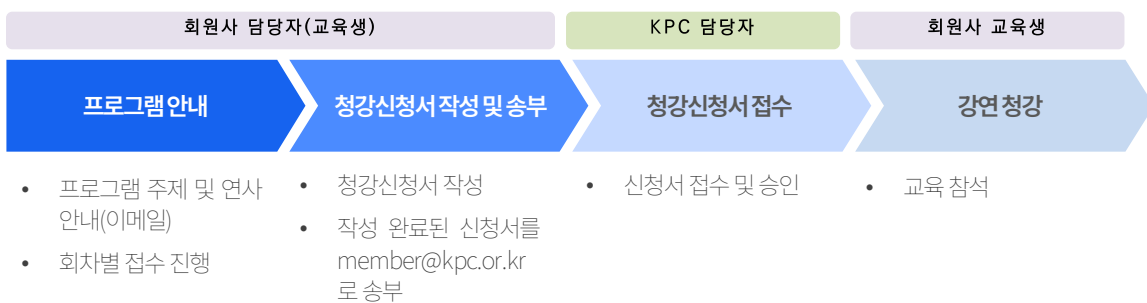 회원사 담당자(교육생)
KPC 담당자
회원사 교육생
프로그램 안내
청강신청서 작성 및 송부
청강신청서 접수
강연 청강
• 프로그램 주제 및 연사
안내(이메일)
• 회차별 접수 진행
• 청강신청서 작성
• 작성 완료된 신청서를
member@kpc.or.kr
로 송부
• 신청서 접수 및 승인
• 교육 참석